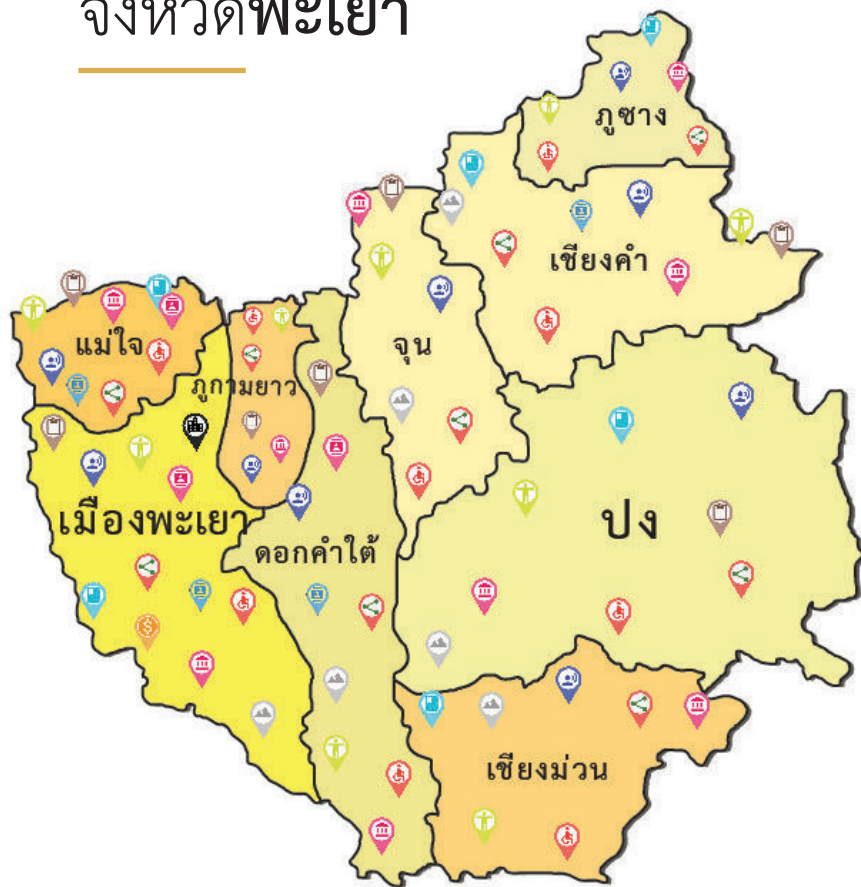 จังหวัดพะเยา
ภูซาง
เชียงคำ
แม่ใจ
จุน
ภูกามยาว
เมืองพะเยา
ปง
ดอกคำใต้
เชียงม่วน